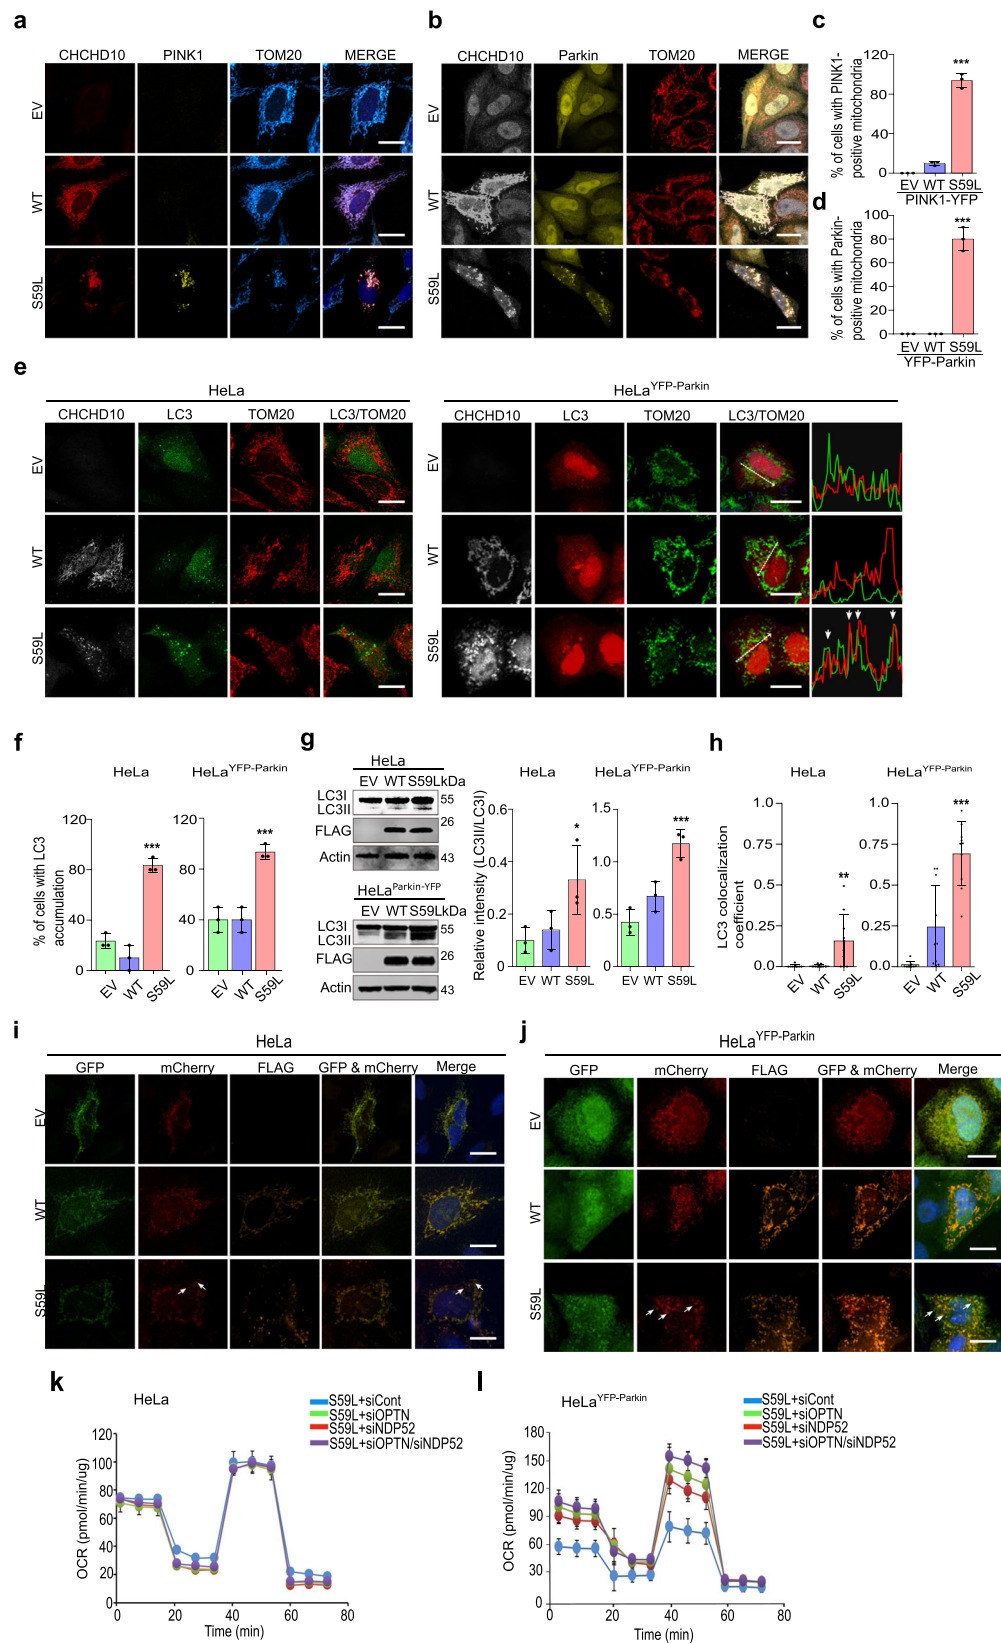 a
CHCHD10 PINK1 TOM20 MERGE
EV
WT
S59L
b
CHCHD10 Parkin TOM20 MERGE
EV
WT
S59L
c
% of cells with PINK1-
positive mitochondria
120
80
40
0
***
EV WT S59L
PINK1-YFP
d
% of cells with Parkin-
positive mitochondria
100
80
60
40
20
0
***
EV WT S59L
YFP-Parkin
e
HeLa
CHCHD10 LC3 TOM20 LC3/TOM20
EV
WT
S59L
HeLaYFP-Parkin
CHCHD10 LC3 TOM20 LC3/TOM20
EV
WT
S59L
f
% of cells with LC3
accumulation
HeLa
120
80
40
0
***
EV WT S59L
HeLaYFP-Parkin
120
80
40
0
***
EV WT S59L
g
HeLa
EV WT S59L kDa
LC3I
LC3II
55
FLAG
26
Actin
43
HeLaParkin-YFP
EV WT S59L kDa
LC3I
LC3II
55
FLAG
26
Actin
43
Relative intensity (LC3II/LC3I)
HeLa
0.6
0.4
0.2
0
*
EV WT S59L
HeLaYFP-Parkin
1.5
1.0
0.5
0
***
EV WT S59L
h
LC3 colocalization
coefficient
HeLa
1.0
0.75
0.5
0.25
0.0
**
EV WT S59L
HeLaYFP-Parkin
1.0
0.75
0.5
0.25
0.0
***
EV WT S59L
i
HeLa
GFP mCherry FLAG GFP & mCherry Merge
EV
WT
S59L
j
HeLaYFP-Parkin
GFP mCherry FLAG GFP & mCherry Merge
EV
WT
S59L
k
HeLa
S59L+siCont
S59L+siOPTN
S59L+siNDP52
S59L+siOPTN/siNDP52
OCR (pmol/min/ug)
120
100
80
60
40
20
0
0 20 40 60 80
Time (min)
l
HeLaYFP-Parkin
S59L+siCont
S59L+siOPTN
S59L+siNDP52
S59L+siOPTN/siNDP52
OCR (pmol/min/ug)
180
150
120
90
60
30
0
0 20 40 60 80
Time (min)